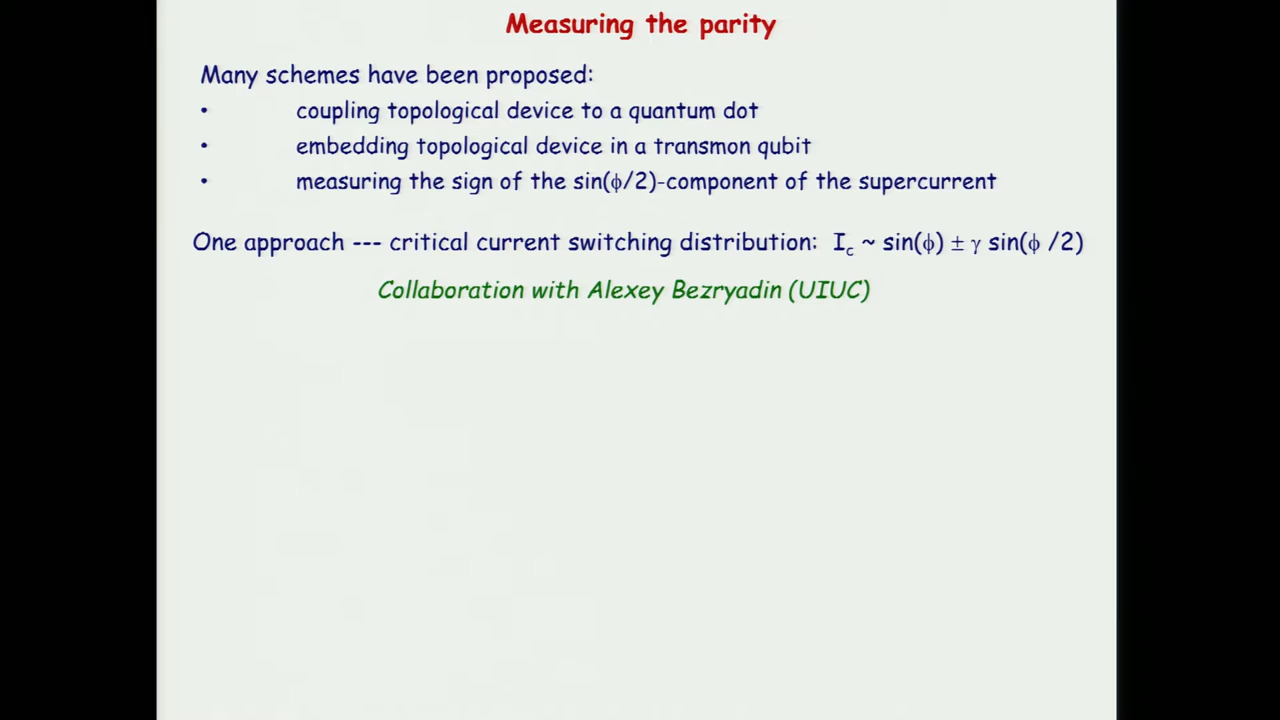 Measuring the parity
Many schemes have been proposed:
• coupling topological device to a quantum dot
• embedding topological device in a transmon qubit
• measuring the sign of the sin(ϕ/2)-component of the supercurrent
One approach --- critical current switching distribution: Ic ~ sin(ϕ) ± γ sin(ϕ /2)
Collaboration with Alexey Bezryadin (UIUC)